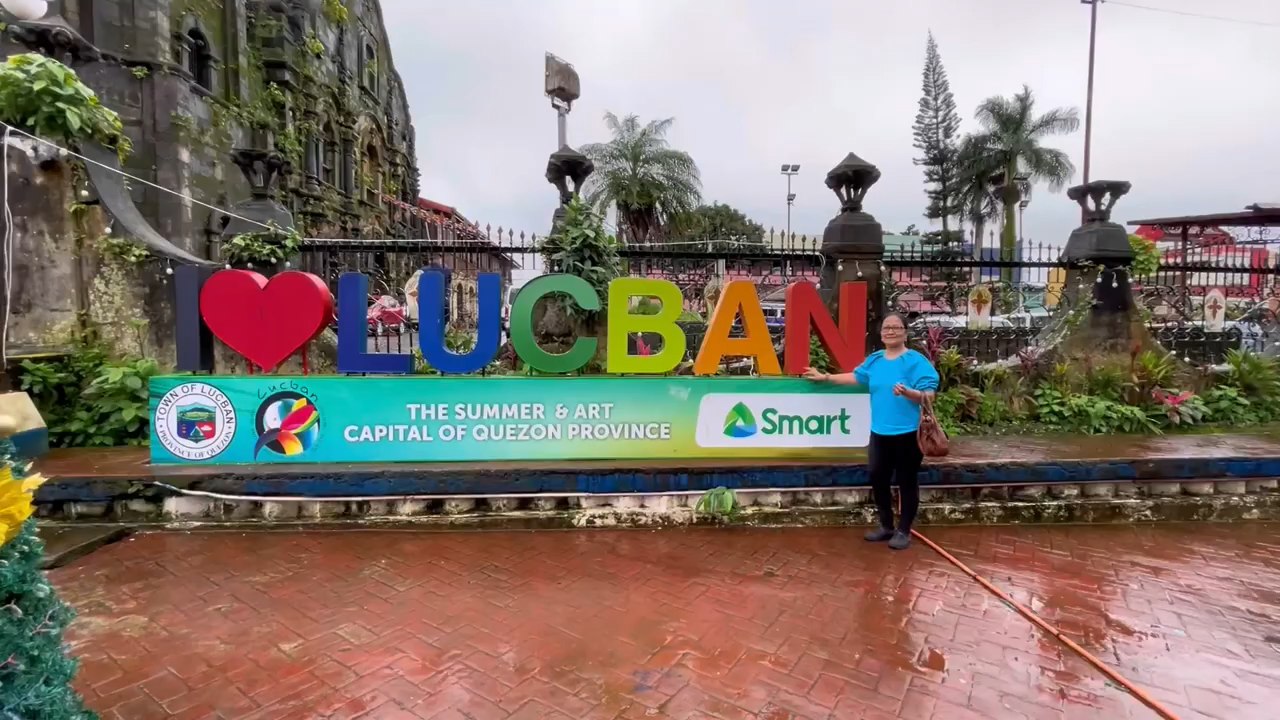 I ❤ LUCBAN
TOWN OF LUCBAN
PROVINCE OF QUEZON
Lucban
THE SUMMER & ART
CAPITAL OF QUEZON PROVINCE
Smart